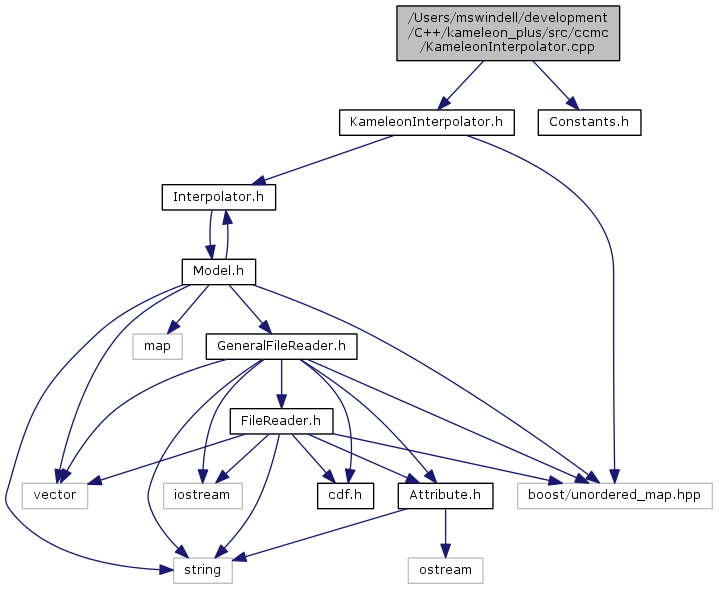 /Users/mswindell/development
/C++/kameleon_plus/src/ccmc
/KameleonInterpolator.cpp
KameleonInterpolator.h
Constants.h
Interpolator.h
Model.h
map
GeneralFileReader.h
FileReader.h
vector
iostream
cdf.h
Attribute.h
boost/unordered_map.hpp
string
ostream